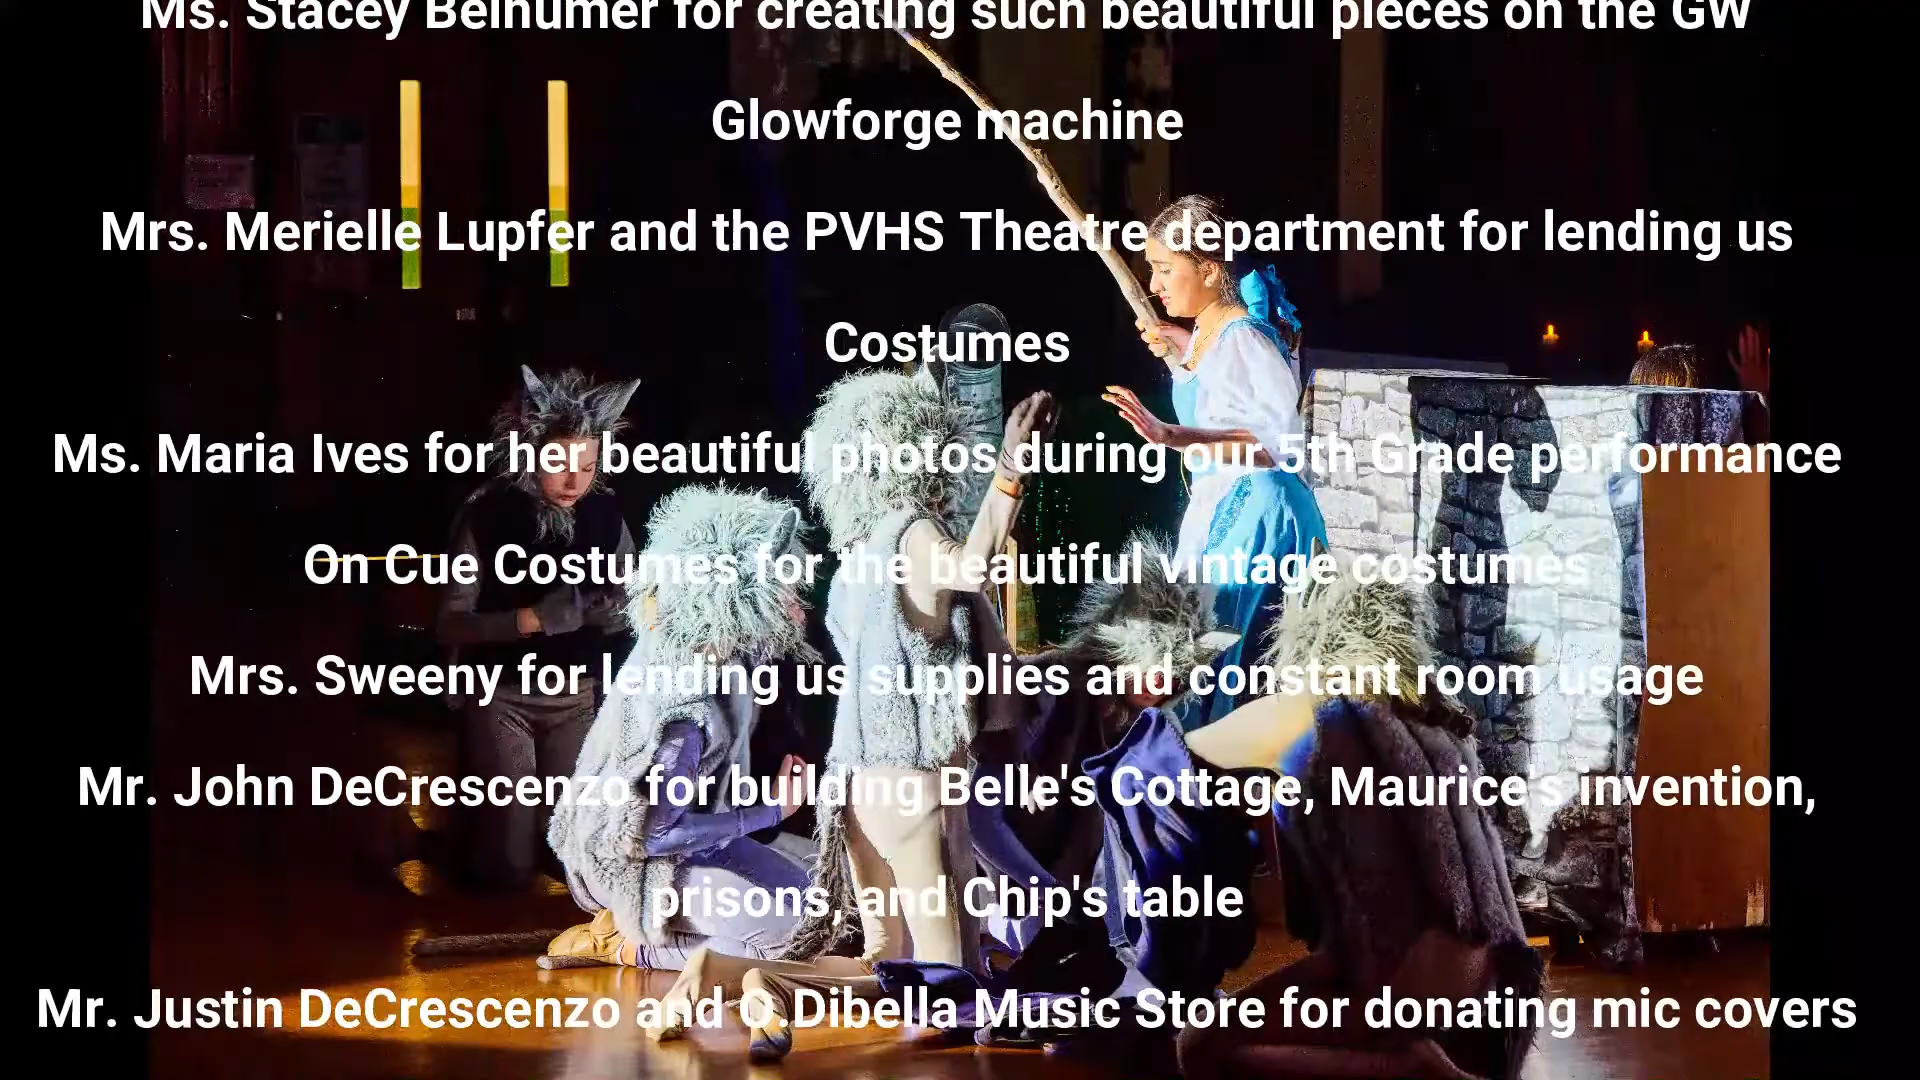 Ms. Stacey Belhumer for creating such beautiful pieces on the GW
Glowforge machine
Mrs. Merielle Lupfer and the PVHS Theatre department for lending us
Costumes
Ms. Maria Ives for her beautiful photos during our 5th Grade performance
On Cue Costumes for the beautiful vintage costumes
Mrs. Sweeny for lending us supplies and constant room usage
Mr. John DeCrescenzo for building Belle's Cottage, Maurice's invention,
prisons, and Chip's table
Mr. Justin DeCrescenzo and O.Dibella Music Store for donating mic covers